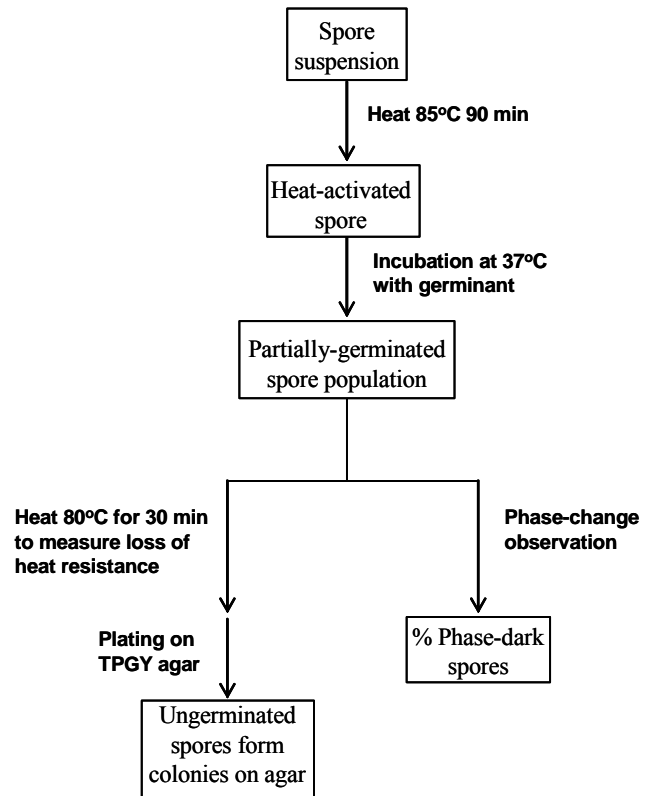 Spore
suspension
Heat 85ºC 90 min
Heat-activated
spore
Incubation at 37ºC
with germinant
Partially-germinated
spore population
Heat 80ºC for 30 min
to measure loss of
heat resistance
Phase-change
observation
Plating on
TPGY agar
% Phase-dark
spores
Ungerminated
spores form
colonies on agar